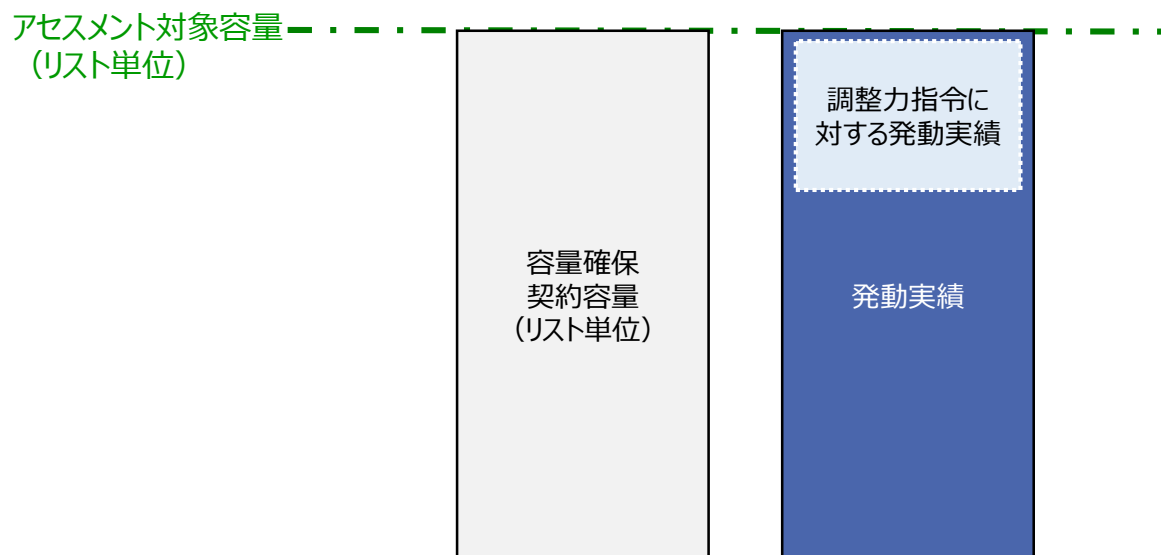 アセスメント対象容量
（リスト単位）
調整力指令に
対する発動実績
容量確保
契約容量
（リスト単位）
発動実績